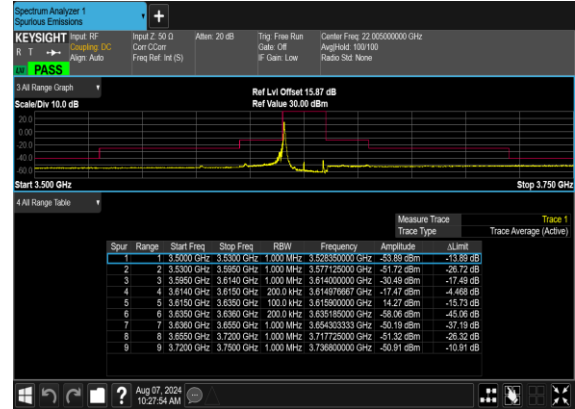 Spectrum Analyzer 1
Spurious Emissions
KEYSIGHT Input: RF Input Z: 50 Ω Atten: 20 dB Trig: Free Run Center Freq: 22.005000000 GHz
R T Coupling: DC Corr CCorr Gate: Off Avg|Hold: 100/100
Align: Auto Freq Ref: Int (S) IF Gain: Low Radio Std: None
PASS
3 All Range Graph Ref Lvl Offset 15.87 dB
Scale/Div 10.0 dB Ref Value 30.00 dBm
20.0
0.00
-20.0
-40.0
-60.0
Start 3.500 GHz Stop 3.750 GHz
4 All Range Table
Measure Trace Trace 1
Trace Type Trace Average (Active)
Spur Range Start Freq Stop Freq RBW Frequency Amplitude ΔLimit
1 1 3.5000 GHz 3.5300 GHz 1.000 MHz 3.528350000 GHz -53.89 dBm -13.89 dB
2 2 3.5300 GHz 3.5950 GHz 1.000 MHz 3.577125000 GHz -51.72 dBm -26.72 dB
3 3 3.5950 GHz 3.6140 GHz 1.000 MHz 3.614000000 GHz -30.49 dBm -17.49 dB
4 4 3.6140 GHz 3.6150 GHz 200.0 kHz 3.614976667 GHz -17.47 dBm -4.468 dB
5 5 3.6150 GHz 3.6350 GHz 100.0 kHz 3.615900000 GHz 14.27 dBm -15.73 dB
6 6 3.6350 GHz 3.6360 GHz 200.0 kHz 3.635185000 GHz -58.06 dBm -45.06 dB
7 7 3.6360 GHz 3.6550 GHz 1.000 MHz 3.654303333 GHz -50.19 dBm -37.19 dB
8 8 3.6550 GHz 3.7200 GHz 1.000 MHz 3.717725000 GHz -51.32 dBm -26.32 dB
9 9 3.7200 GHz 3.7500 GHz 1.000 MHz 3.736800000 GHz -50.91 dBm -10.91 dB
? Aug 07, 2024
10:27:54 AM